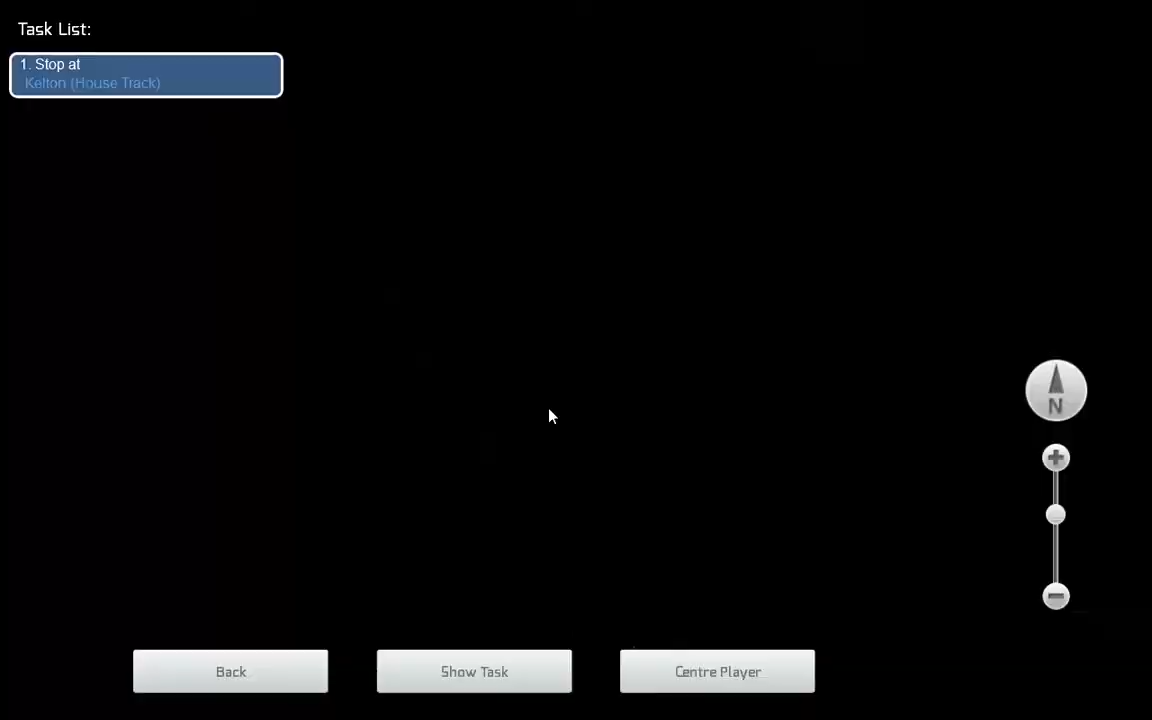 Task List:
1. Stop at
Kelton (House Track)
N
Back
Show Task
Centre Player